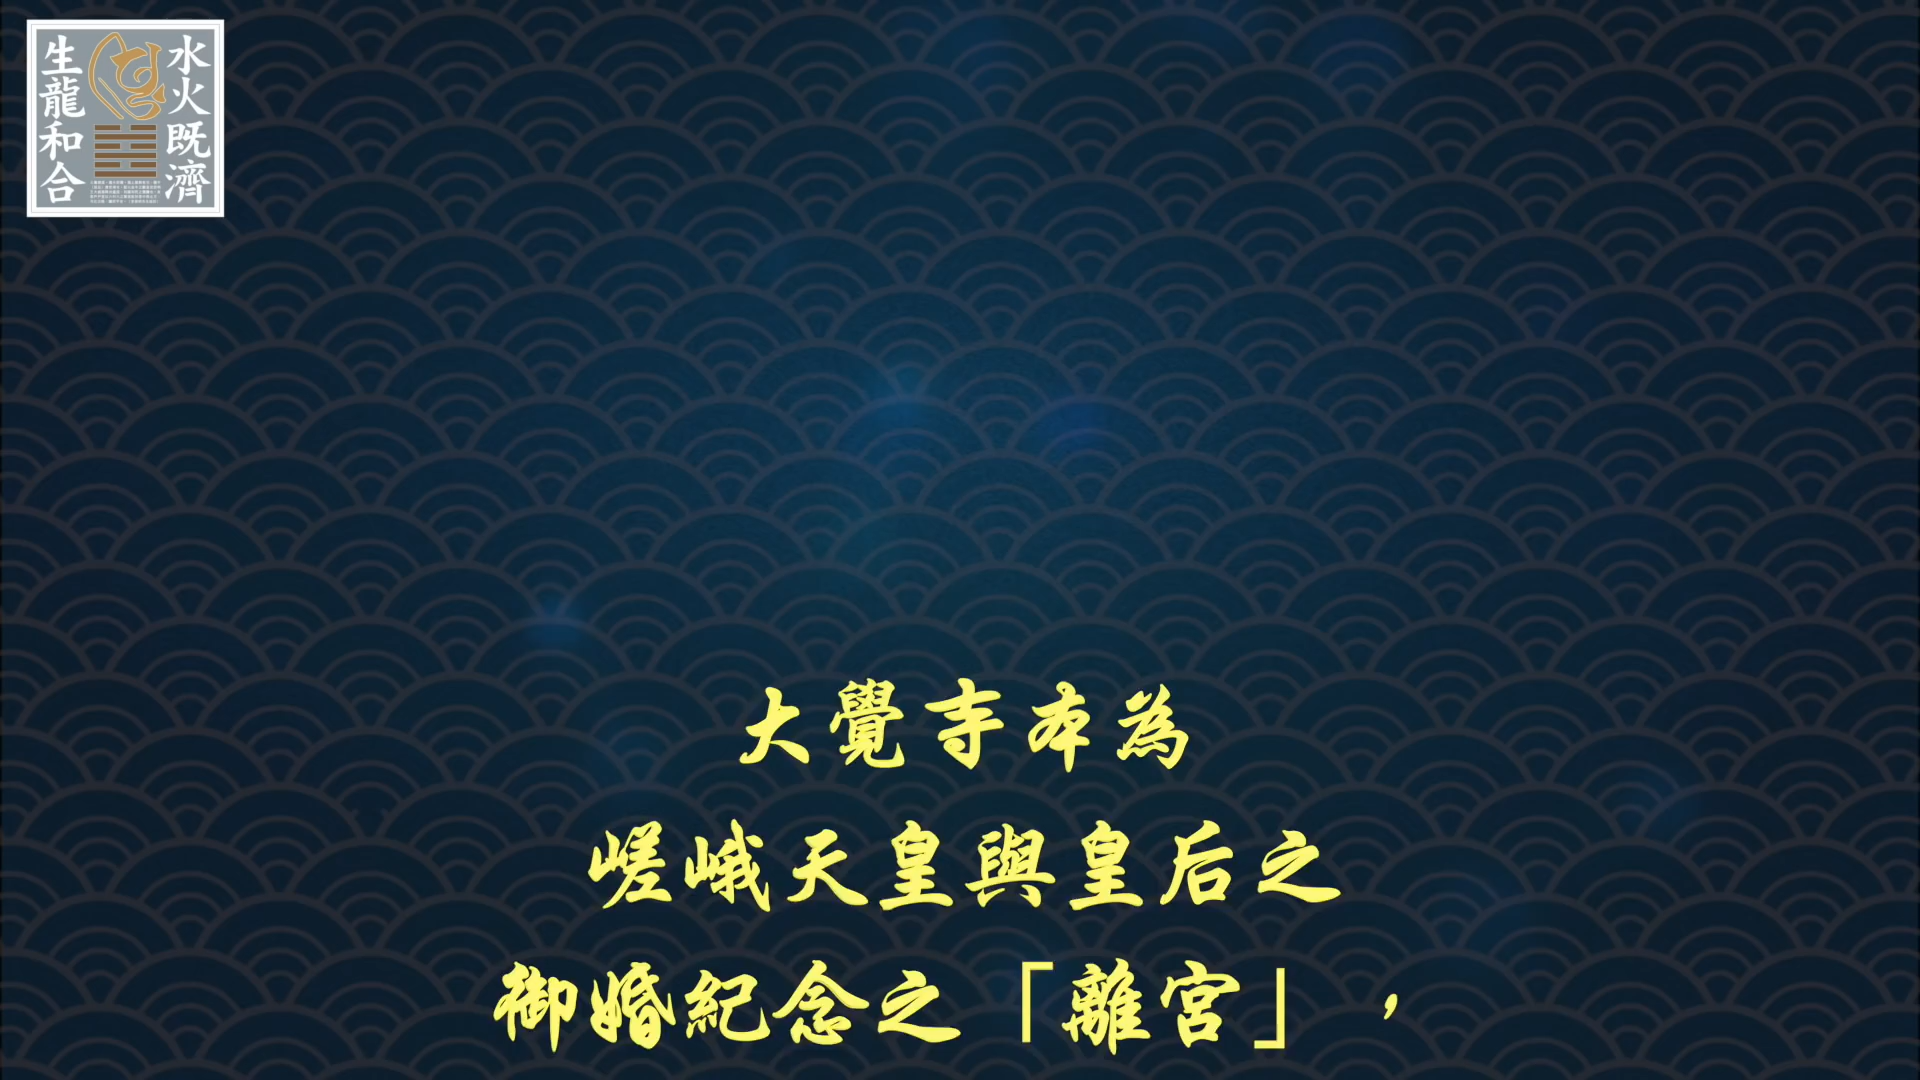 水火既濟
生龍和合
大覺寺本為
嵯峨天皇與皇后之
御婚紀念之「離宮」，